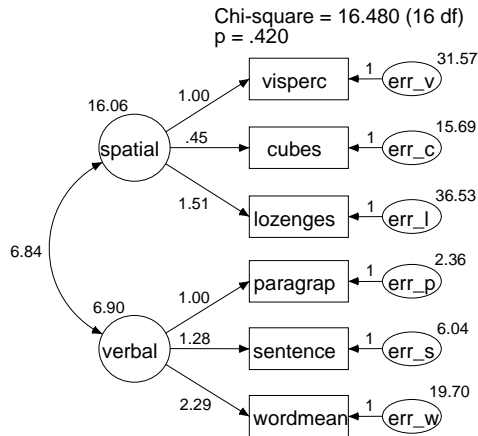 Chi-square = 16.480 (16 df)
p = .420
31.57
1.00
visperc
1
err_v
16.06
15.69
spatial
.45
cubes
1
err_c
36.53
1.51
lozenges
1
err_l
6.84
2.36
6.90
1.00
paragrap
1
err_p
6.04
verbal
1.28
sentence
1
err_s
19.70
2.29
wordmean
1
err_w